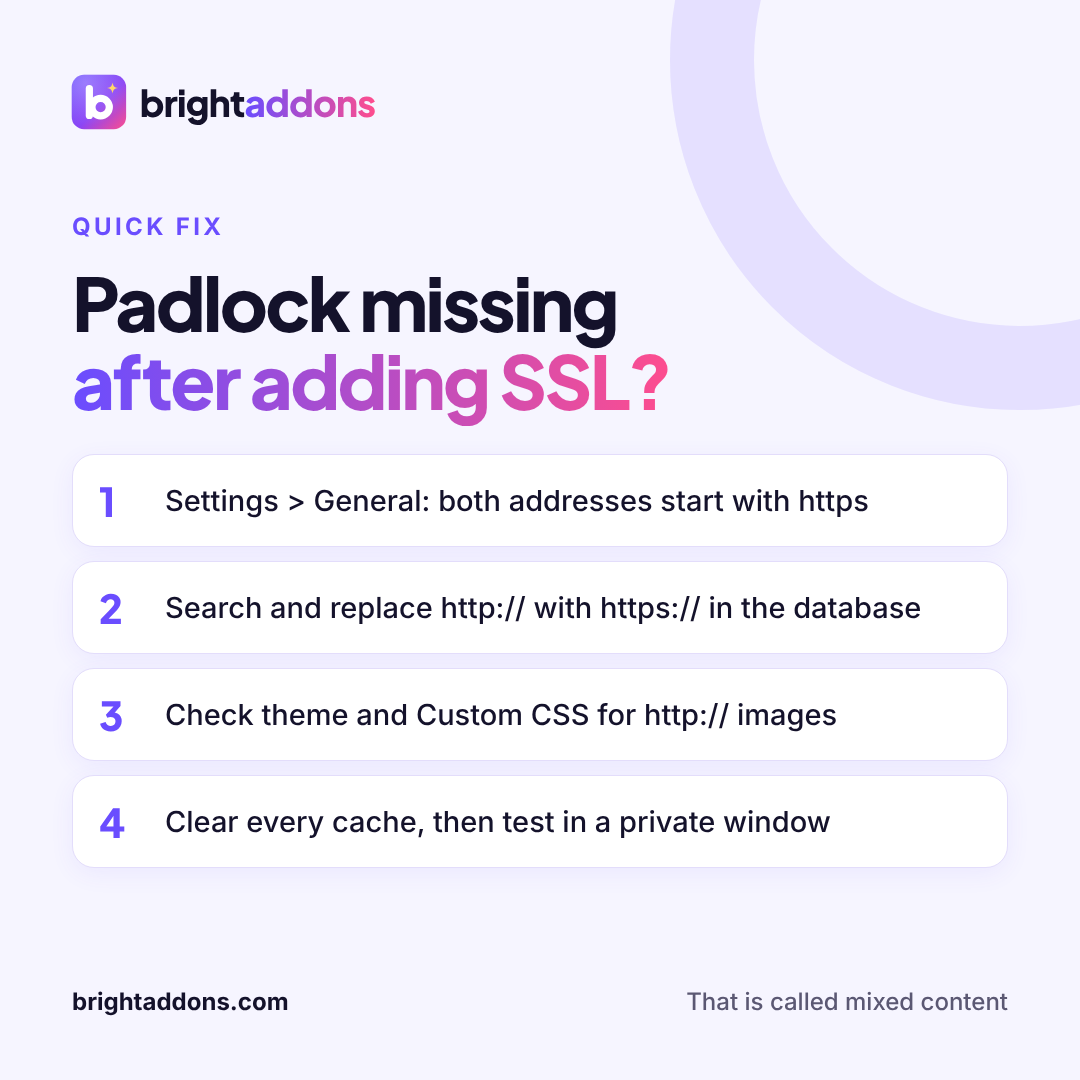 brightaddons
QUICK FIX
Padlock missing
after adding SSL?
1 Settings > General: both addresses start with https
2 Search and replace http:// with https:// in the database
3 Check theme and Custom CSS for http:// images
4 Clear every cache, then test in a private window
brightaddons.com
That is called mixed content